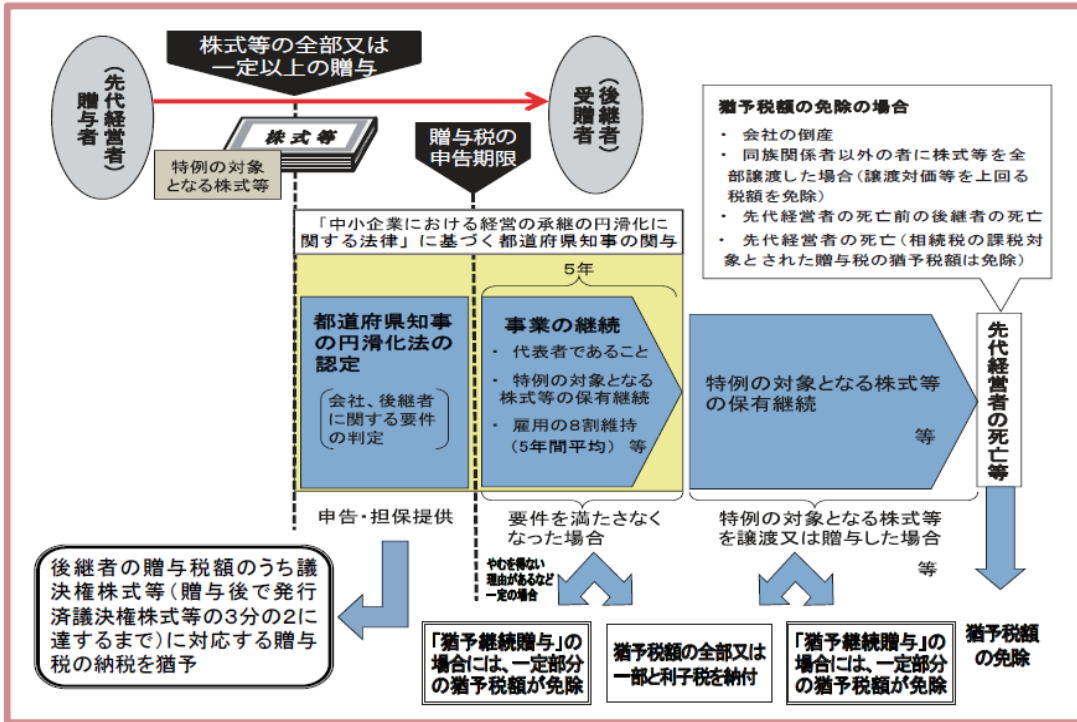 (先代経営者)
贈与者
株式等の全部又は
一定以上の贈与
(後継者)
受贈者
株式等
特例の対象
となる株式等
贈与税の
申告期限
猶予税額の免除の場合
・ 会社の倒産
・ 同族関係者以外の者に株式等を全
部譲渡した場合(譲渡対価等を上回る
税額を免除)
・ 先代経営者の死亡前の後継者の死亡
・ 先代経営者の死亡(相続税の課税対
象とされた贈与税の猶予税額は免除)
「中小企業における経営の承継の円滑化に
関する法律」に基づく都道府県知事の関与
5年
都道府県知事
の円滑化法の
認定
会社、後継者
に関する要件
の判定
事業の継続
・ 代表者であること
・ 特例の対象となる
株式等の保有継続
・ 雇用の8割維持
(5年間平均) 等
特例の対象となる株式等
の保有継続
等
先代経営者の死亡等
申告・担保提供
要件を満たさなく
なった場合
特例の対象となる株式等
を譲渡又は贈与した場合
等
後継者の贈与税額のうち議
決権株式等(贈与後で発行
済議決権株式等の3分の2に
達するまで)に対応する贈与
税の納税を猶予
やむを得ない
理由があるなど
一定の場合
「猶予継続贈与」の
場合には、一定部分
の猶予税額が免除
猶予税額の全部又は
一部と利子税を納付
「猶予継続贈与」の
場合には、一定部分
の猶予税額が免除
猶予税額
の免除